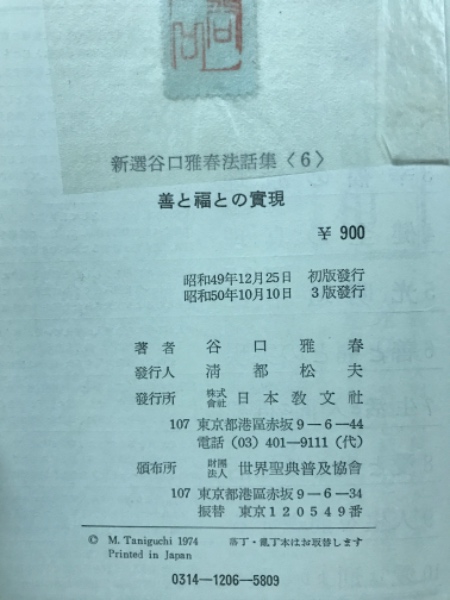 新選谷口雅春法話集〈6〉
善と福との實現
¥ 900
昭和49年12月25日 初版發行
昭和50年10月10日 3版發行
著者 谷口雅春
發行人 清都松夫
發行所 株式會社 日本教文社
107 東京都港區赤坂9-6-44
電話(03)401-9111(代)
頒布所 財團法人 世界聖典普及協會
107 東京都港區赤坂9-6-34
振替 東京120549番
© M. Taniguchi 1974 落丁・亂丁本はお取替します
Printed in Japan
0314-1206-5809